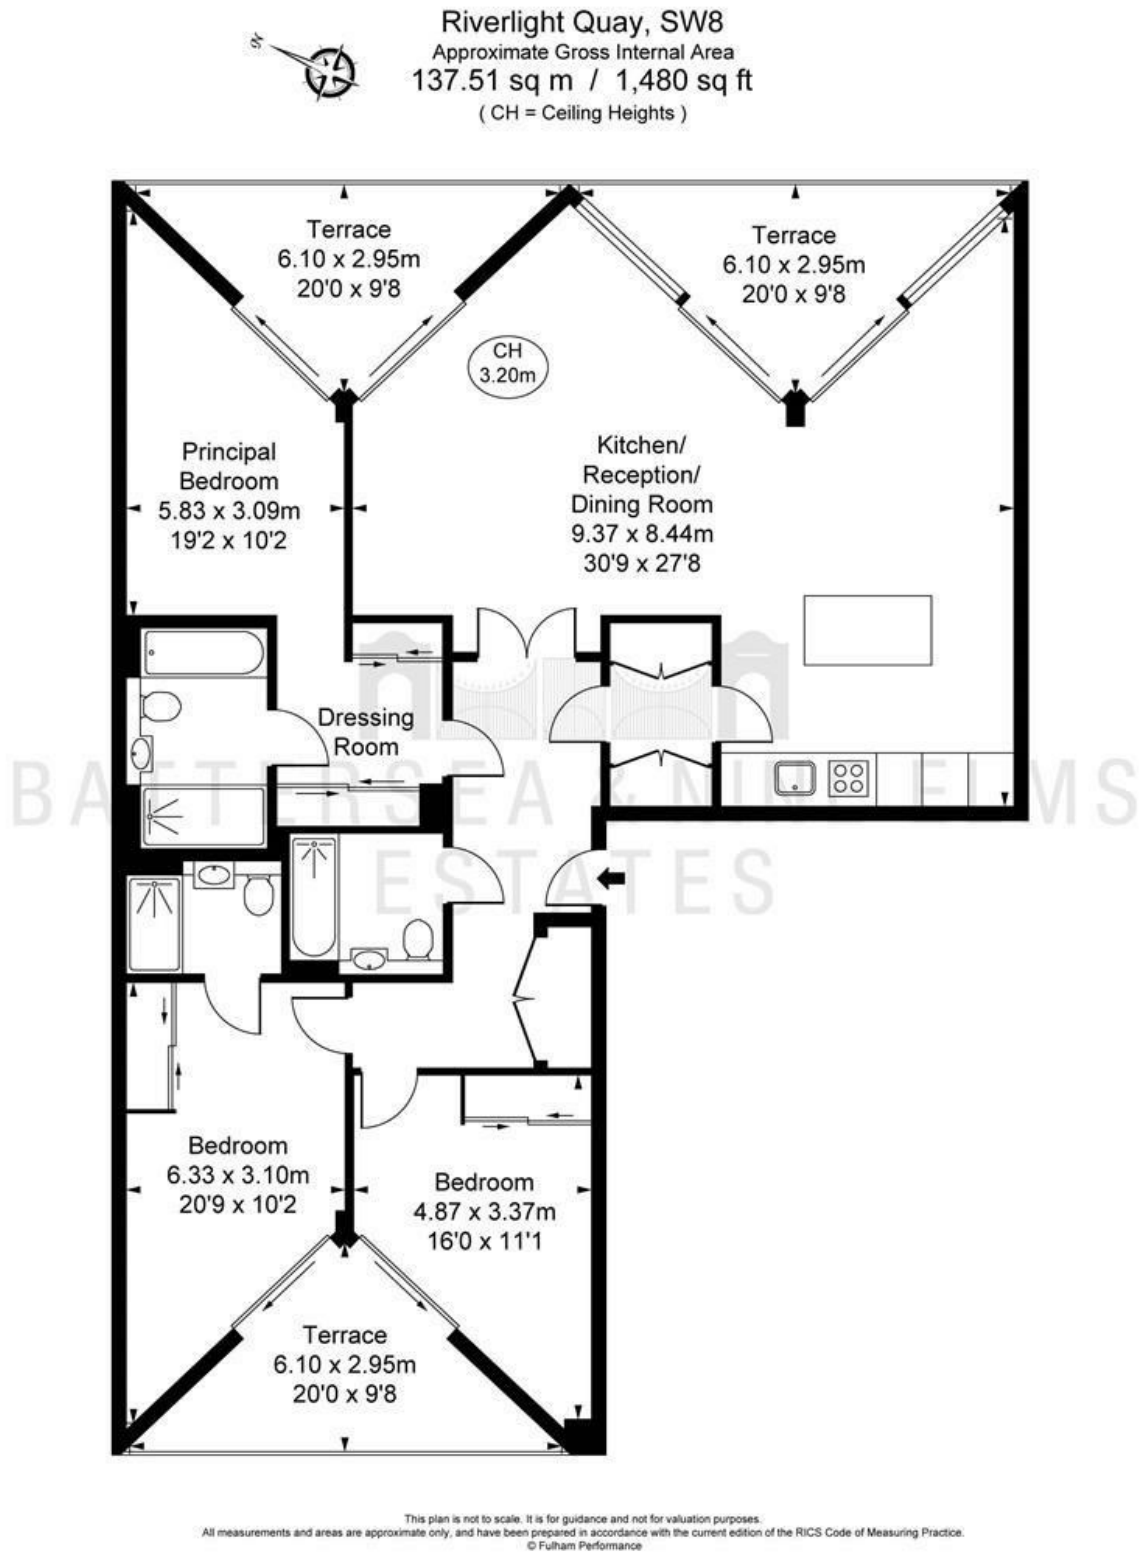 Riverlight Quay, SW8
Approximate Gross Internal Area
137.51 sq m / 1,480 sq ft
( CH = Ceiling Heights )
N
Terrace
6.10 x 2.95m
20'0 x 9'8
Terrace
6.10 x 2.95m
20'0 x 9'8
CH
3.20m
Principal
Bedroom
5.83 x 3.09m
19'2 x 10'2
Kitchen/
Reception/
Dining Room
9.37 x 8.44m
30'9 x 27'8
Dressing
Room
BATTERSEA & NINE ELMS
ESTATES
Bedroom
6.33 x 3.10m
20'9 x 10'2
Bedroom
4.87 x 3.37m
16'0 x 11'1
Terrace
6.10 x 2.95m
20'0 x 9'8
This plan is not to scale. It is for guidance and not for valuation purposes.
All measurements and areas are approximate only, and have been prepared in accordance with the current edition of the RICS Code of Measuring Practice.
© Fulham Performance